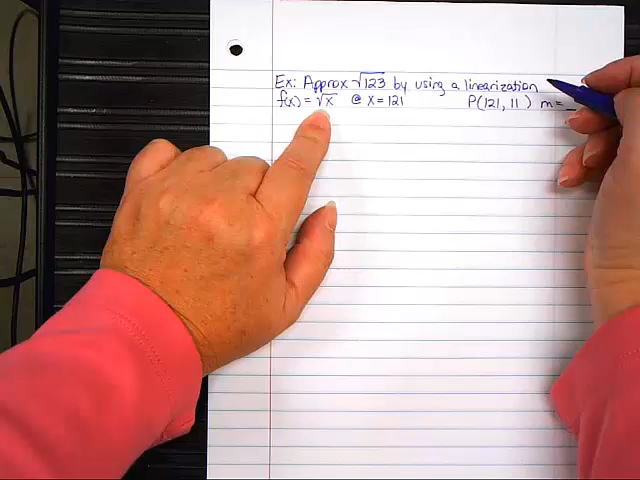 Ex: Approx √123 by using a linearization
f(x) = √x @ x = 121 P(121, 11) m = _